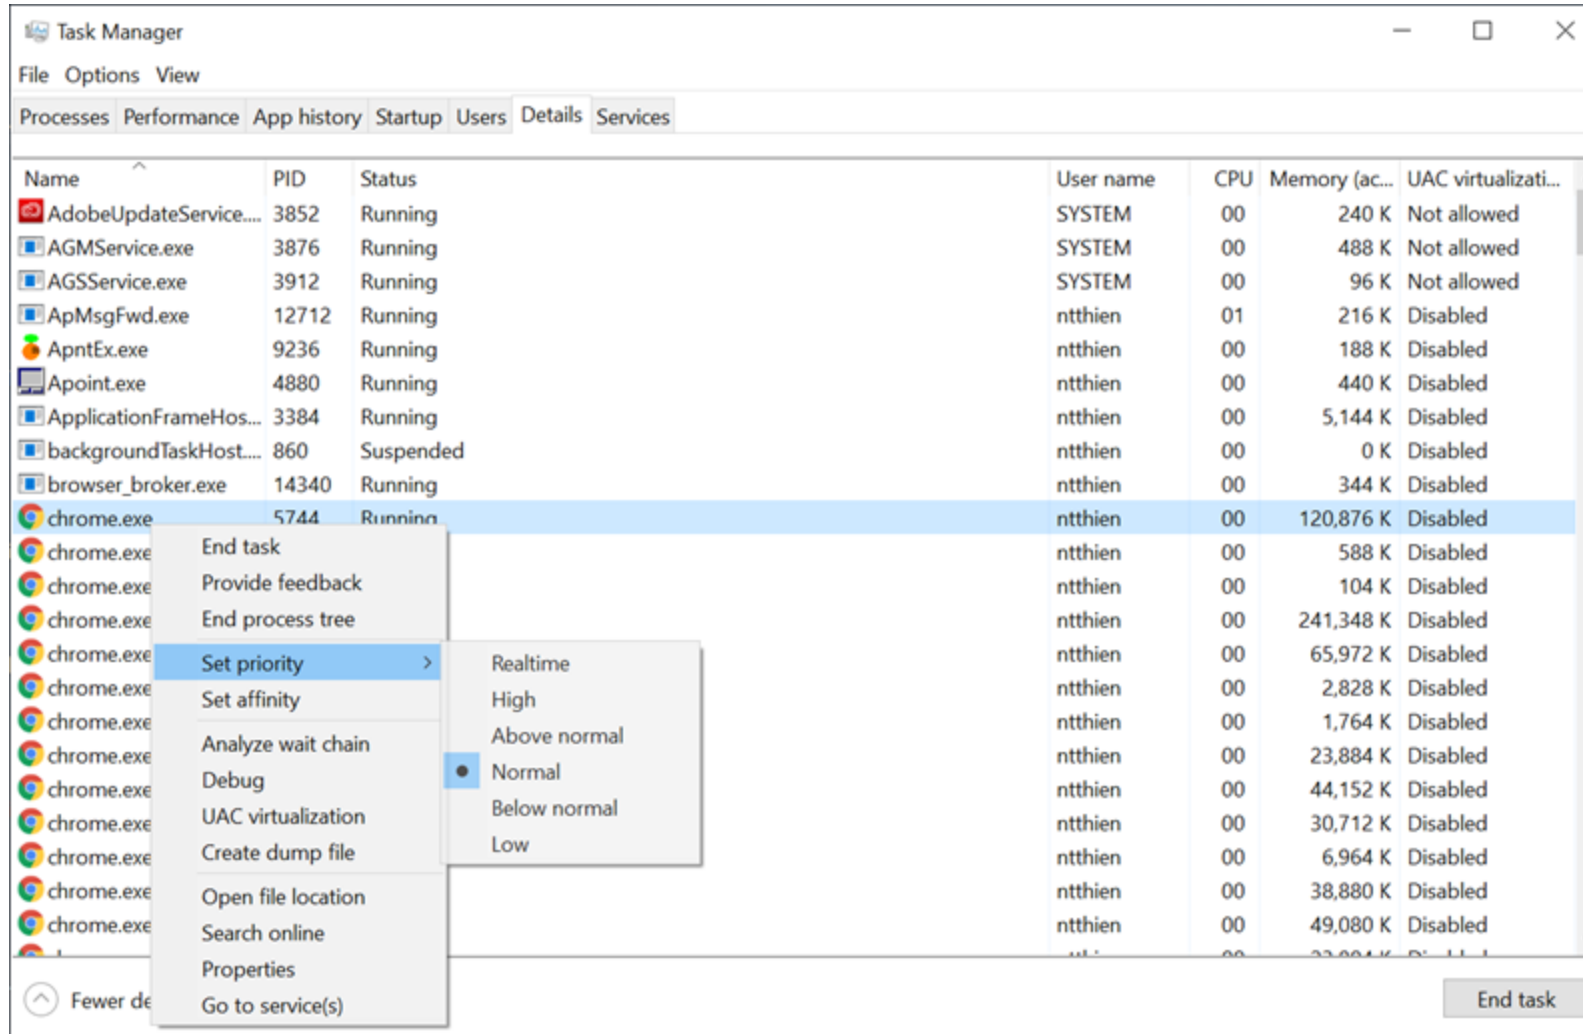 Task Manager
File Options View
Processes Performance App history Startup Users Details Services
Name PID Status User name CPU Memory (ac... UAC virtualizati...
AdobeUpdateService.... 3852 Running SYSTEM 00 240 K Not allowed
AGMService.exe 3876 Running SYSTEM 00 488 K Not allowed
AGSService.exe 3912 Running SYSTEM 00 96 K Not allowed
ApMsgFwd.exe 12712 Running ntthien 01 216 K Disabled
ApntEx.exe 9236 Running ntthien 00 188 K Disabled
Apoint.exe 4880 Running ntthien 00 440 K Disabled
ApplicationFrameHos... 3384 Running ntthien 00 5,144 K Disabled
backgroundTaskHost.... 860 Suspended ntthien 00 0 K Disabled
browser_broker.exe 14340 Running ntthien 00 344 K Disabled
chrome.exe 5744 Running ntthien 00 120,876 K Disabled
chrome.exe ntthien 00 588 K Disabled
chrome.exe ntthien 00 104 K Disabled
chrome.exe ntthien 00 241,348 K Disabled
chrome.exe ntthien 00 65,972 K Disabled
chrome.exe ntthien 00 2,828 K Disabled
chrome.exe ntthien 00 1,764 K Disabled
chrome.exe ntthien 00 23,884 K Disabled
chrome.exe ntthien 00 44,152 K Disabled
chrome.exe ntthien 00 30,712 K Disabled
chrome.exe ntthien 00 6,964 K Disabled
chrome.exe ntthien 00 38,880 K Disabled
chrome.exe ntthien 00 49,080 K Disabled
End task
Provide feedback
End process tree
Set priority
Set affinity
Analyze wait chain
Debug
UAC virtualization
Create dump file
Open file location
Search online
Properties
Go to service(s)
Realtime
High
Above normal
Normal
Below normal
Low
Fewer de
End task